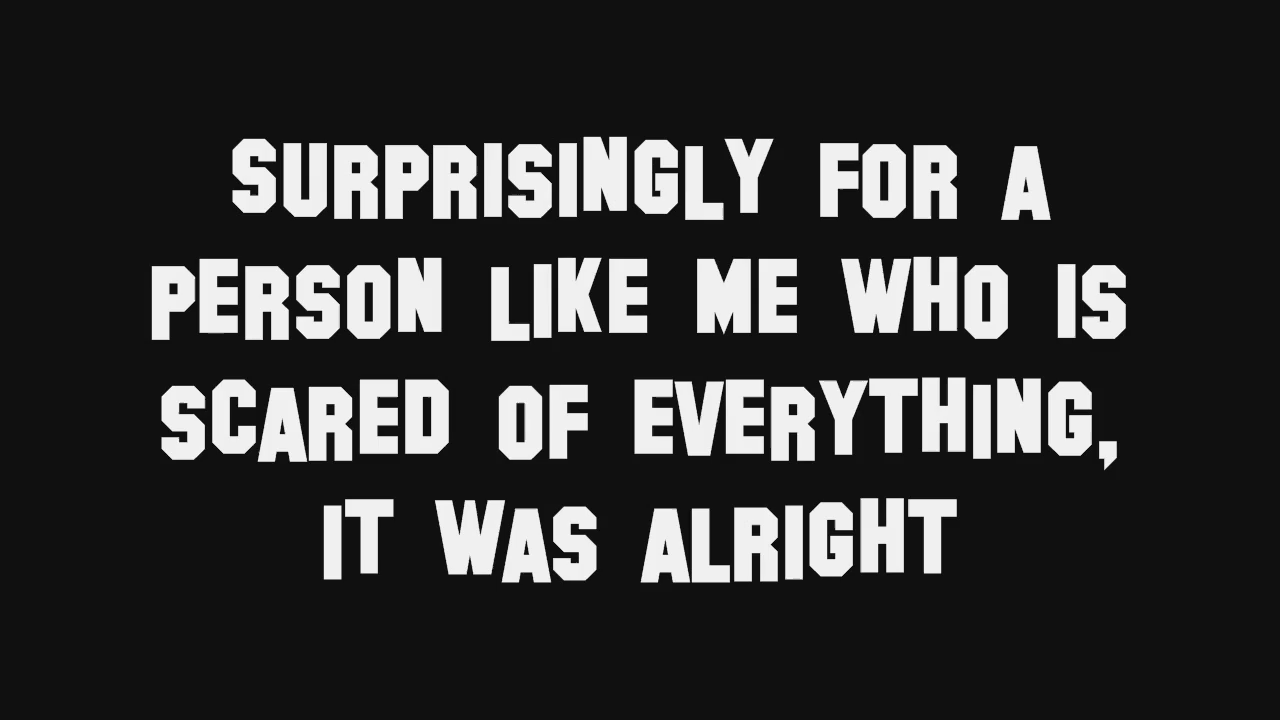 SURPRISINGLY FOR A
PERSON LIKE ME WHO IS
SCARED OF EVERYTHING,
IT WAS ALRIGHT